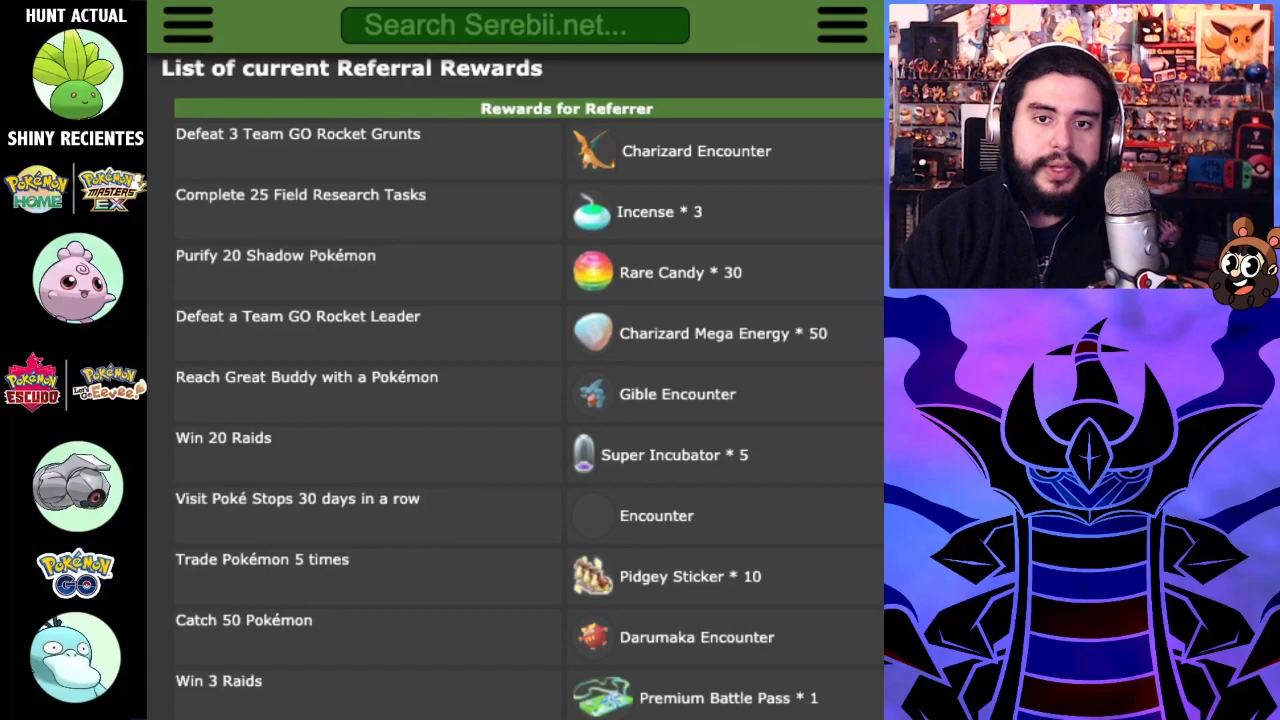 HUNT ACTUAL
SHINY RECIENTES
POKÉMON HOME
POKÉMON MASTERS EX
Pokémon ESCUDO
POKÉMON Let's Go, Eevee!
POKÉMON GO
Search Serebii.net...
List of current Referral Rewards
Rewards for Referrer
Defeat 3 Team GO Rocket Grunts
Charizard Encounter
Complete 25 Field Research Tasks
Incense * 3
Purify 20 Shadow Pokémon
Rare Candy * 30
Defeat a Team GO Rocket Leader
Charizard Mega Energy * 50
Reach Great Buddy with a Pokémon
Gible Encounter
Win 20 Raids
Super Incubator * 5
Visit Poké Stops 30 days in a row
Encounter
Trade Pokémon 5 times
Pidgey Sticker * 10
Catch 50 Pokémon
Darumaka Encounter
Win 3 Raids
Premium Battle Pass * 1